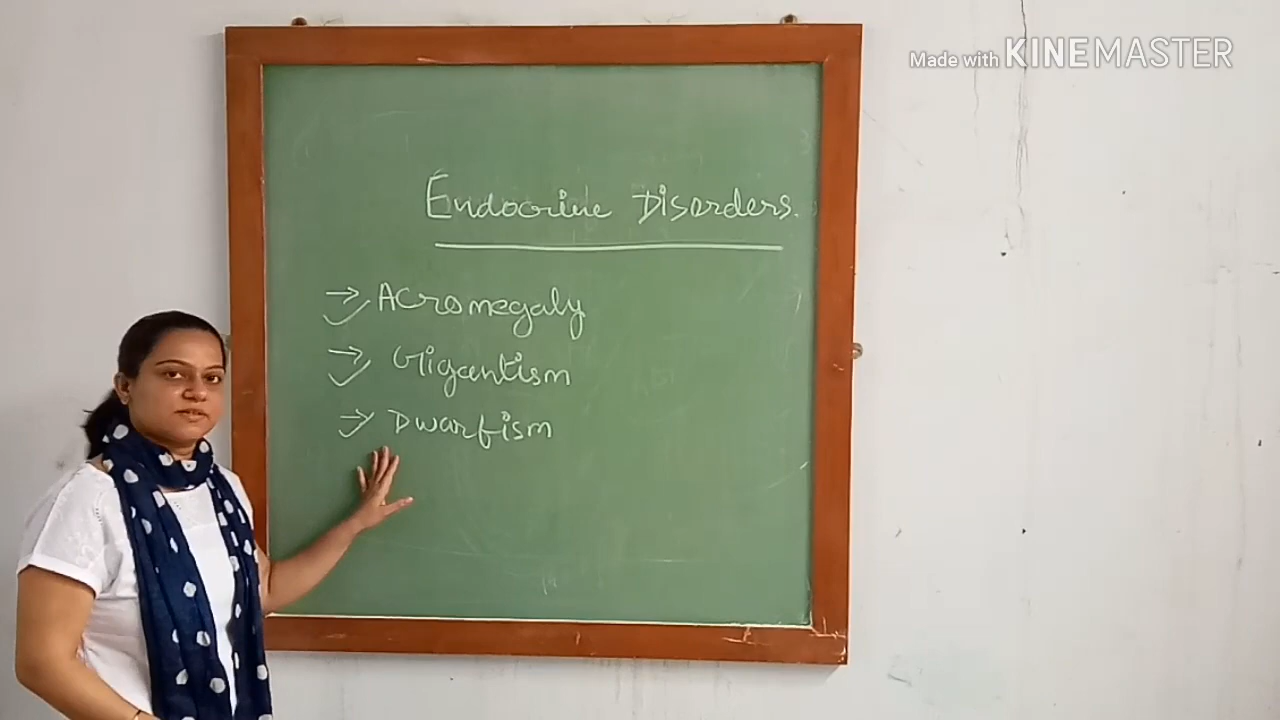 Made with KINEMASTER
Endocrine Disorders.
→ Acromegaly
→ Gigantism
→ Dwarfism